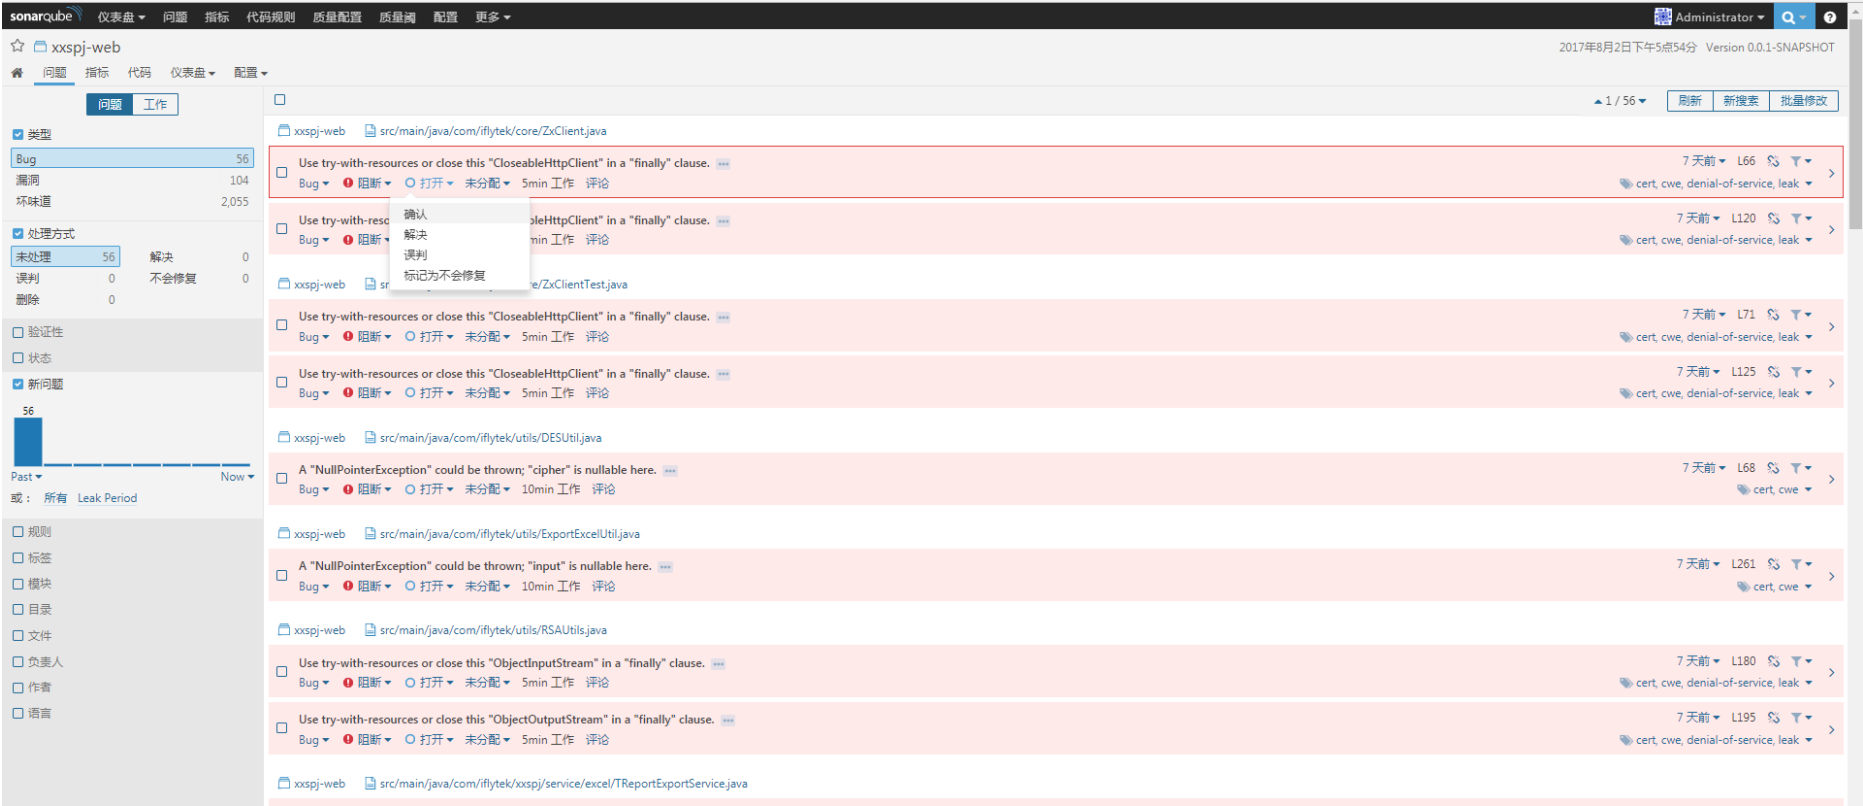 sonarqube 仪表盘 问题 指标 代码规则 质量配置 质量阈 配置 更多 Administrator
xxspj-web 2017年8月2日下午5点54分 Version 0.0.1-SNAPSHOT
问题 指标 代码 仪表盘 配置
问题 工作
1 / 56 刷新 新搜索 批量修改
类型
Bug 56
漏洞 104
坏味道 2,055
处理方式
未处理 56 解决 0
误判 0 不会修复 0
删除 0
验证性
状态
新问题
56
Past Now
或： 所有 Leak Period
规则
标签
模块
目录
文件
负责人
作者
语言
xxspj-web src/main/java/com/iflytek/core/ZxClient.java
Use try-with-resources or close this "CloseableHttpClient" in a "finally" clause. 7 天前 L66
Bug 阻断 打开 未分配 5min 工作 评论 cert, cwe, denial-of-service, leak
确认
解决
误判
标记为不会修复
Use try-with-reso bleHttpClient" in a "finally" clause. 7 天前 L120
Bug 阻断 min 工作 评论 cert, cwe, denial-of-service, leak
xxspj-web sr re/ZxClientTest.java
Use try-with-resources or close this "CloseableHttpClient" in a "finally" clause. 7 天前 L71
Bug 阻断 打开 未分配 5min 工作 评论 cert, cwe, denial-of-service, leak
Use try-with-resources or close this "CloseableHttpClient" in a "finally" clause. 7 天前 L125
Bug 阻断 打开 未分配 5min 工作 评论 cert, cwe, denial-of-service, leak
xxspj-web src/main/java/com/iflytek/utils/DESUtil.java
A "NullPointerException" could be thrown; "cipher" is nullable here. 7 天前 L68
Bug 阻断 打开 未分配 10min 工作 评论 cert, cwe
xxspj-web src/main/java/com/iflytek/utils/ExportExcelUtil.java
A "NullPointerException" could be thrown; "input" is nullable here. 7 天前 L261
Bug 阻断 打开 未分配 10min 工作 评论 cert, cwe
xxspj-web src/main/java/com/iflytek/utils/RSAUtils.java
Use try-with-resources or close this "ObjectInputStream" in a "finally" clause. 7 天前 L180
Bug 阻断 打开 未分配 5min 工作 评论 cert, cwe, denial-of-service, leak
Use try-with-resources or close this "ObjectOutputStream" in a "finally" clause. 7 天前 L195
Bug 阻断 打开 未分配 5min 工作 评论 cert, cwe, denial-of-service, leak
xxspj-web src/main/java/com/iflytek/xxspj/service/excel/TReportExportService.java